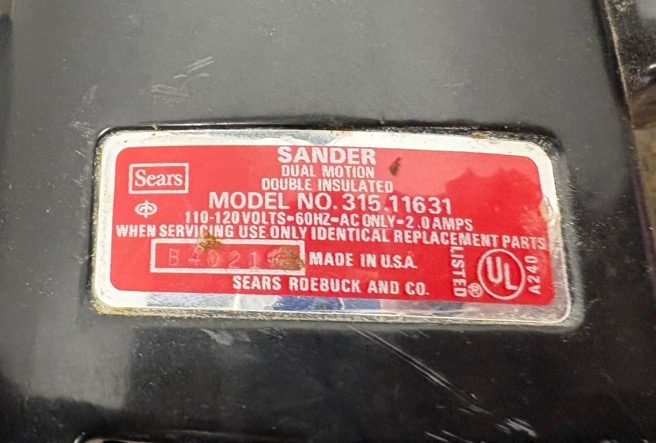 SANDER
Sears
DUAL MOTION
DOUBLE INSULATED
MODEL NO. 315.11631
110-120 VOLTS-60HZ-AC ONLY-2.0 AMPS
WHEN SERVICING USE ONLY IDENTICAL REPLACEMENT PARTS
MADE IN U.S.A.
SEARS ROEBUCK AND CO.
LISTED
UL
®
A240